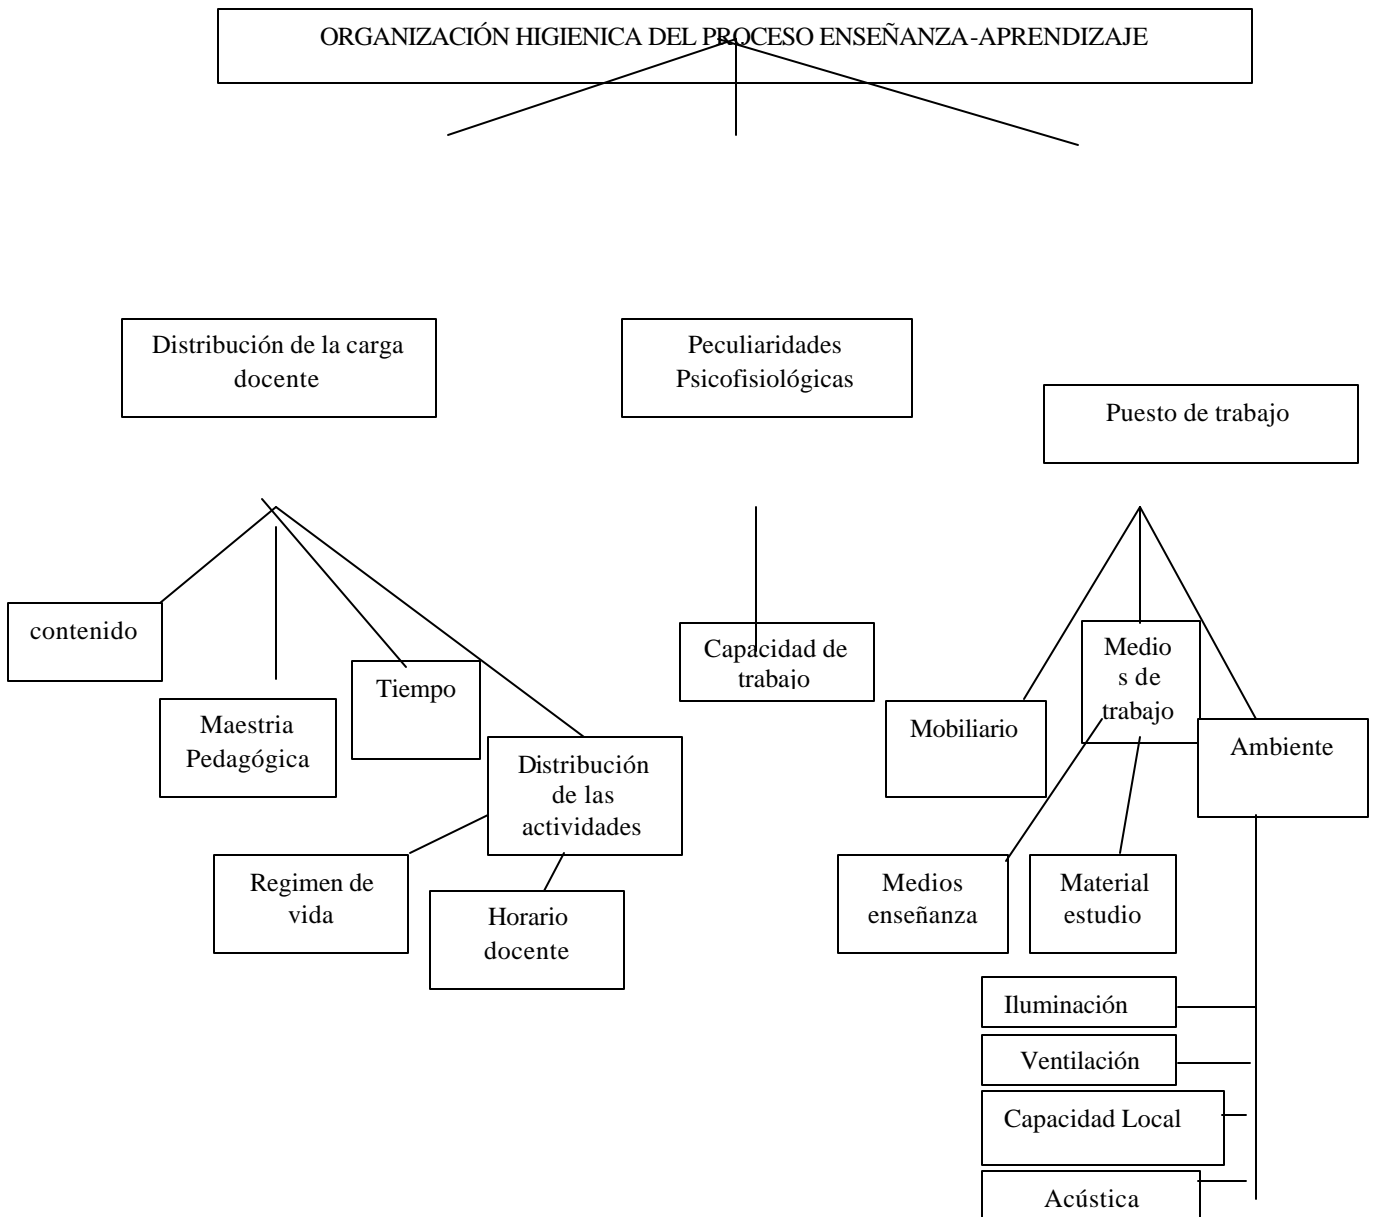 ORGANIZACIÓN HIGIENICA DEL PROCESO ENSEÑANZA-APRENDIZAJE
Distribución de la carga
docente
Peculiaridades
Psicofisiológicas
Puesto de trabajo
contenido
Maestria
Pedagógica
Tiempo
Distribución
de las
actividades
Regimen de
vida
Horario
docente
Capacidad de
trabajo
Mobiliario
Medio
s de
trabajo
Ambiente
Medios
enseñanza
Material
estudio
Iluminación
Ventilación
Capacidad Local
Acústica